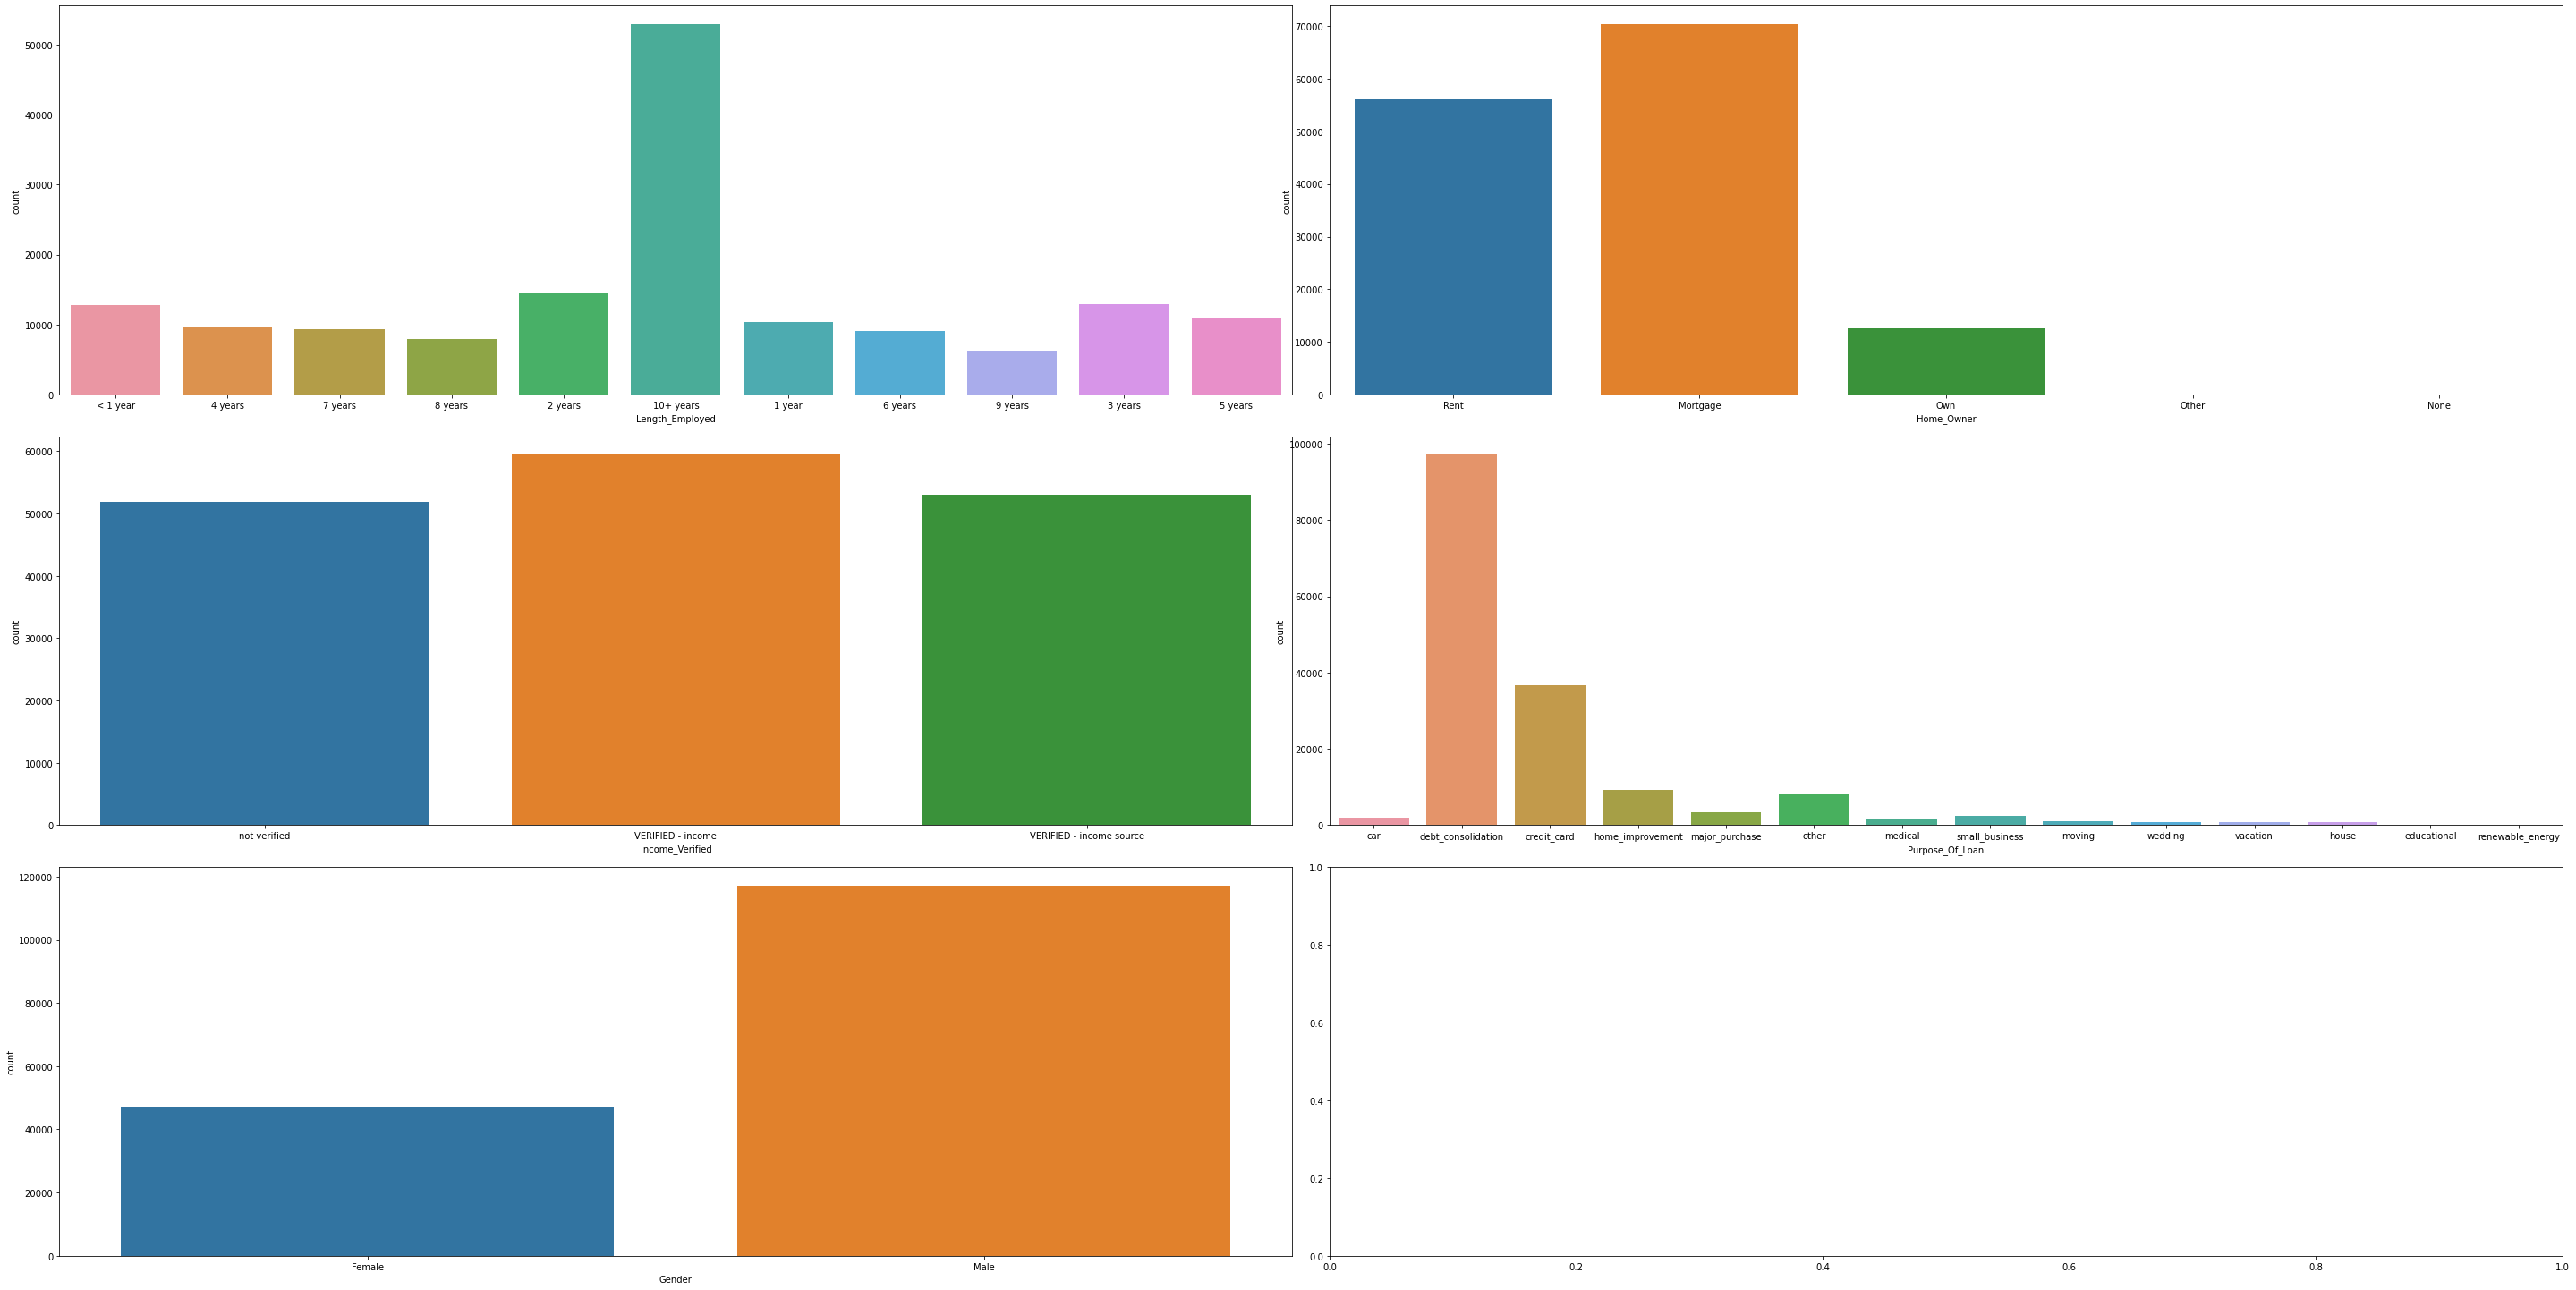 50000
40000
30000
20000
10000
0
count
< 1 year 4 years 7 years 8 years 2 years 10+ years 1 year 6 years 9 years 3 years 5 years
Length_Employed
70000
60000
50000
40000
30000
20000
10000
0
count
Rent Mortgage Own Other None
Home_Owner
60000
50000
40000
30000
20000
10000
0
count
not verified VERIFIED - income VERIFIED - income source
Income_Verified
100000
80000
60000
40000
20000
0
count
car debt_consolidation credit_card home_improvement major_purchase other medical small_business moving wedding vacation house educational renewable_energy
Purpose_Of_Loan
120000
100000
80000
60000
40000
20000
0
count
Female Male
Gender
1.0
0.8
0.6
0.4
0.2
0.0
0.0 0.2 0.4 0.6 0.8 1.0